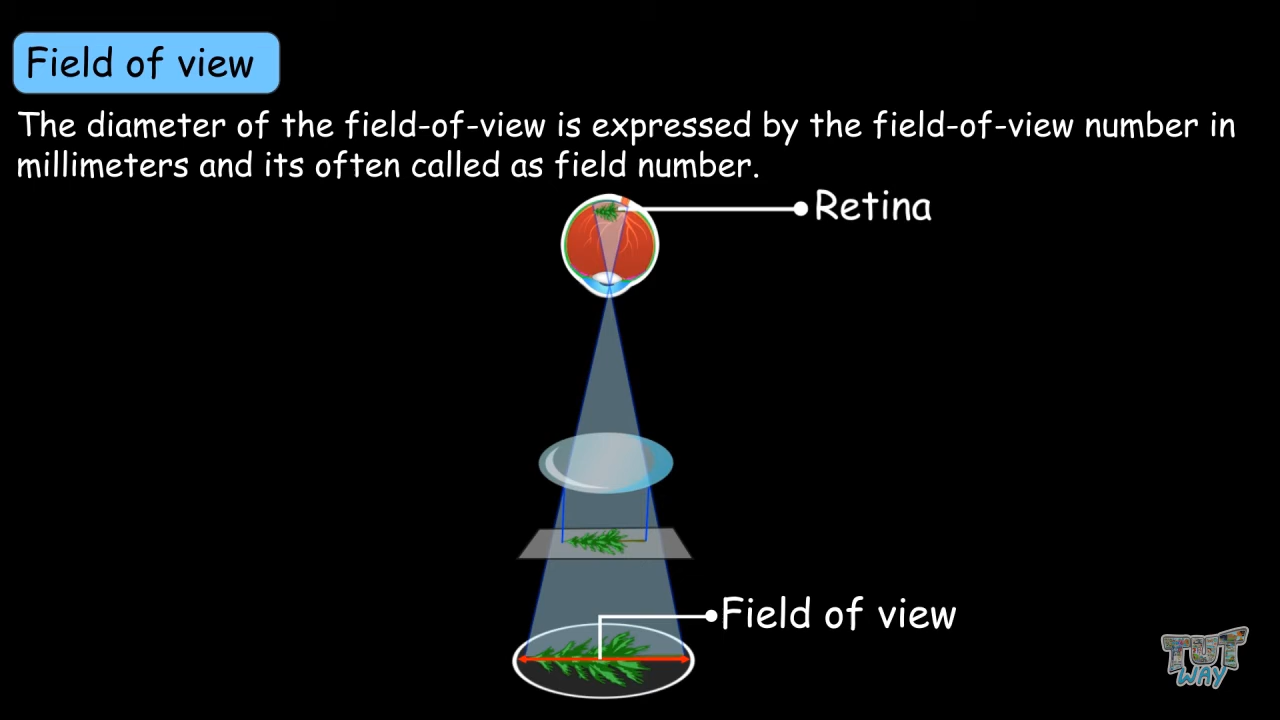 Field of view
The diameter of the field-of-view is expressed by the field-of-view number in
millimeters and its often called as field number.
Retina
Field of view
TUT
WAY